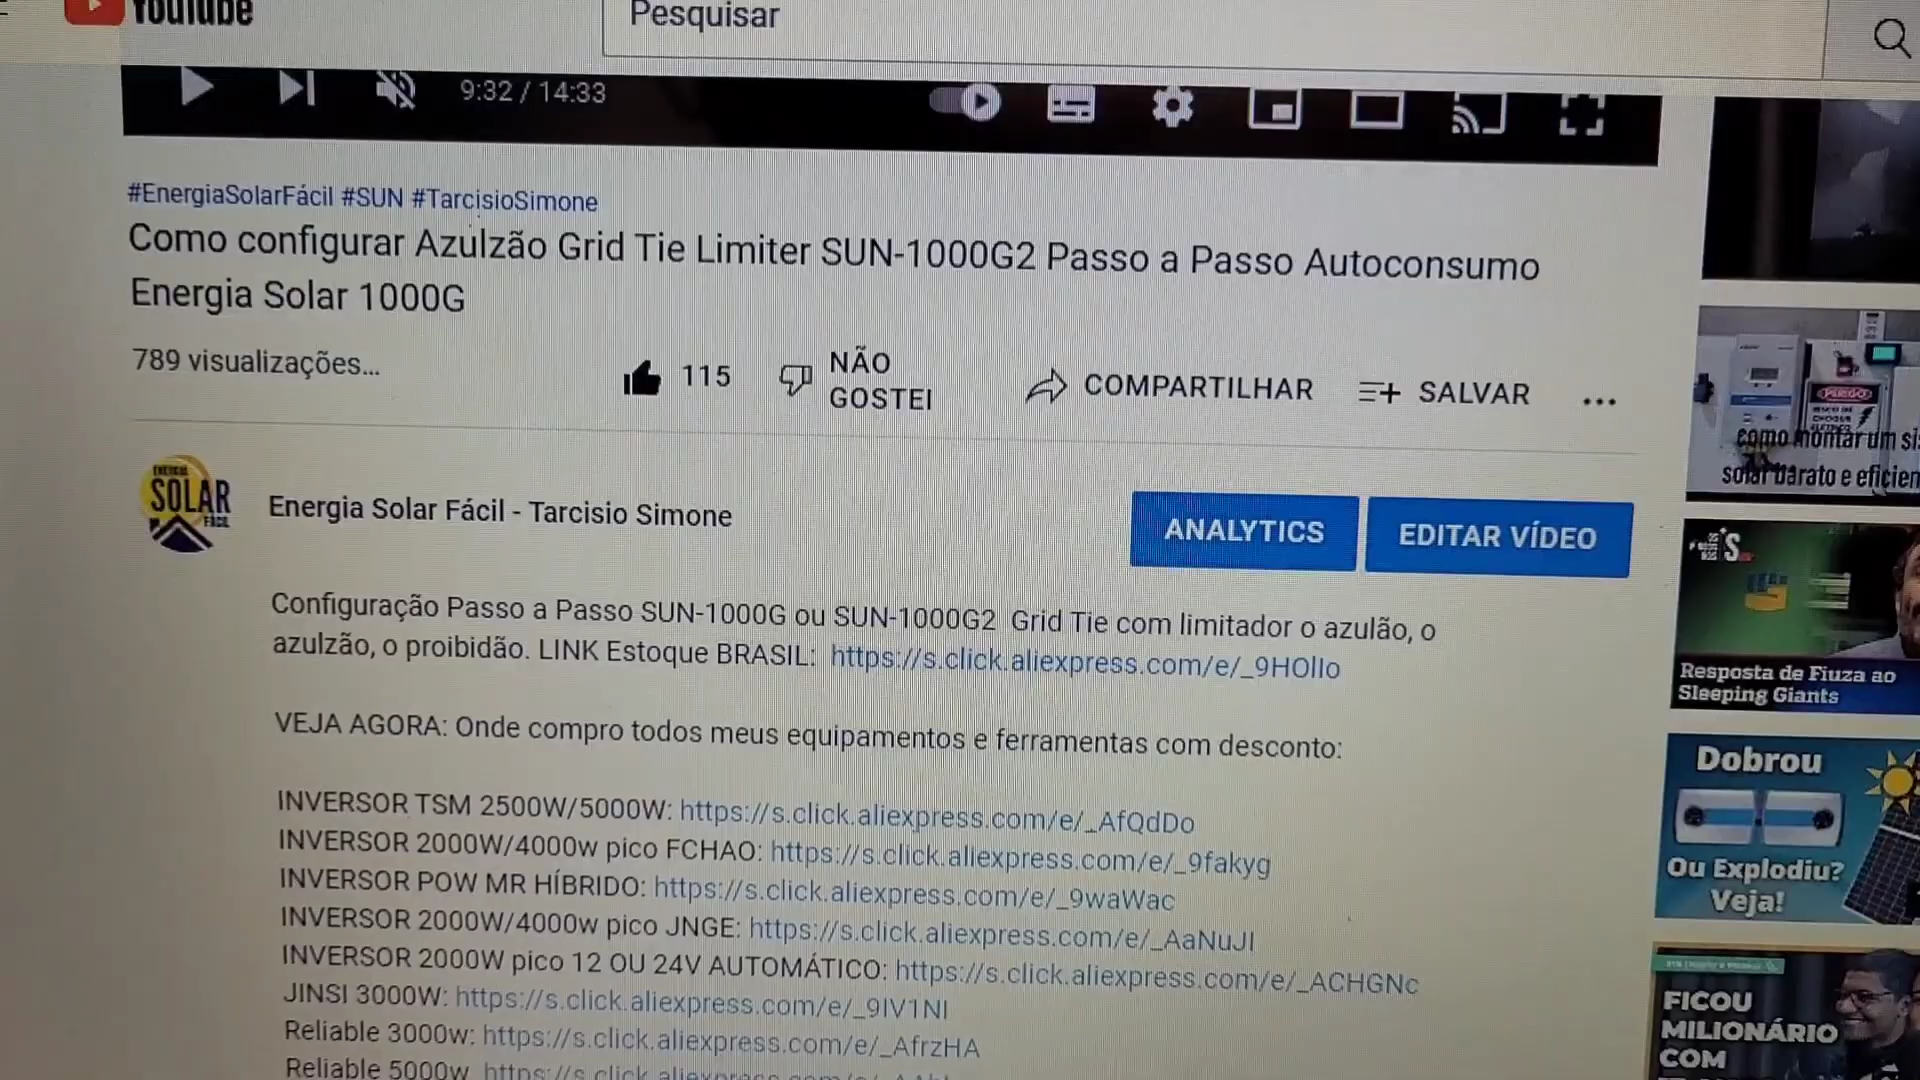 YouTube
Pesquisar
9:32 / 14:33
#EnergiaSolarFácil #SUN #TarcisioSimone
Como configurar Azulzão Grid Tie Limiter SUN-1000G2 Passo a Passo Autoconsumo
Energia Solar 1000G
789 visualizações...
115
NÃO
GOSTEI
COMPARTILHAR
SALVAR
SOLAR
FÁCIL
Energia Solar Fácil - Tarcisio Simone
ANALYTICS
EDITAR VÍDEO
Configuração Passo a Passo SUN-1000G ou SUN-1000G2 Grid Tie com limitador o azulão, o
azulzão, o proibidão. LINK Estoque BRASIL: https://s.click.aliexpress.com/e/_9HOllo
VEJA AGORA: Onde compro todos meus equipamentos e ferramentas com desconto:
INVERSOR TSM 2500W/5000W: https://s.click.aliexpress.com/e/_AfQdDo
INVERSOR 2000W/4000w pico FCHAO: https://s.click.aliexpress.com/e/_9fakyg
INVERSOR POW MR HÍBRIDO: https://s.click.aliexpress.com/e/_9waWac
INVERSOR 2000W/4000w pico JNGE: https://s.click.aliexpress.com/e/_AaNuJI
INVERSOR 2000W pico 12 OU 24V AUTOMÁTICO: https://s.click.aliexpress.com/e/_ACHGNc
JINSI 3000W: https://s.click.aliexpress.com/e/_9IV1NI
Reliable 3000w: https://s.click.aliexpress.com/e/_AfrzHA
Reliable 5000w
PERIGO
como montar um
solar barato e
Resposta de Fiuza ao
Sleeping Giants
Dobrou
Ou Explodiu?
Veja!
FICOU
MILIONÁRIO
COM